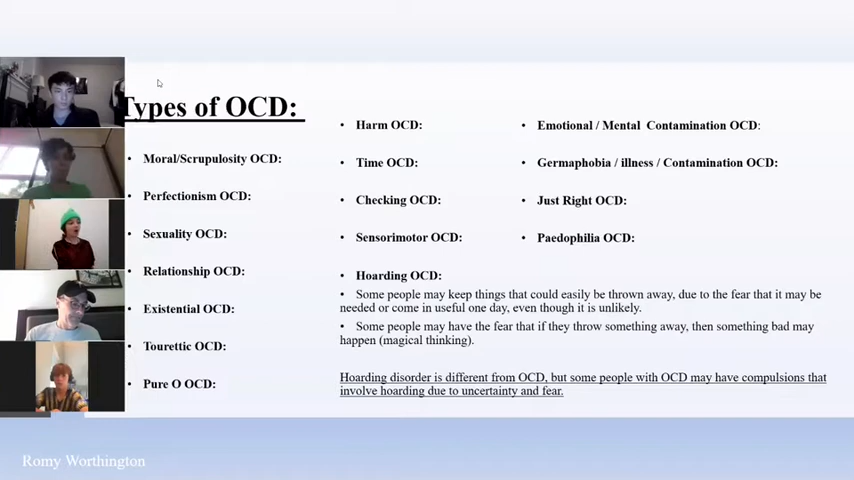 Types of OCD:
• Moral/Scrupulosity OCD:
• Perfectionism OCD:
• Sexuality OCD:
• Relationship OCD:
• Existential OCD:
• Tourettic OCD:
• Pure O OCD:
• Harm OCD:
• Time OCD:
• Checking OCD:
• Sensorimotor OCD:
• Hoarding OCD:
• Some people may keep things that could easily be thrown away, due to the fear that it may be
needed or come in useful one day, even though it is unlikely.
• Some people may have the fear that if they throw something away, then something bad may
happen (magical thinking).
Hoarding disorder is different from OCD, but some people with OCD may have compulsions that
involve hoarding due to uncertainty and fear.
• Emotional / Mental Contamination OCD:
• Germaphobia / illness / Contamination OCD:
• Just Right OCD:
• Paedophilia OCD:
Romy Worthington